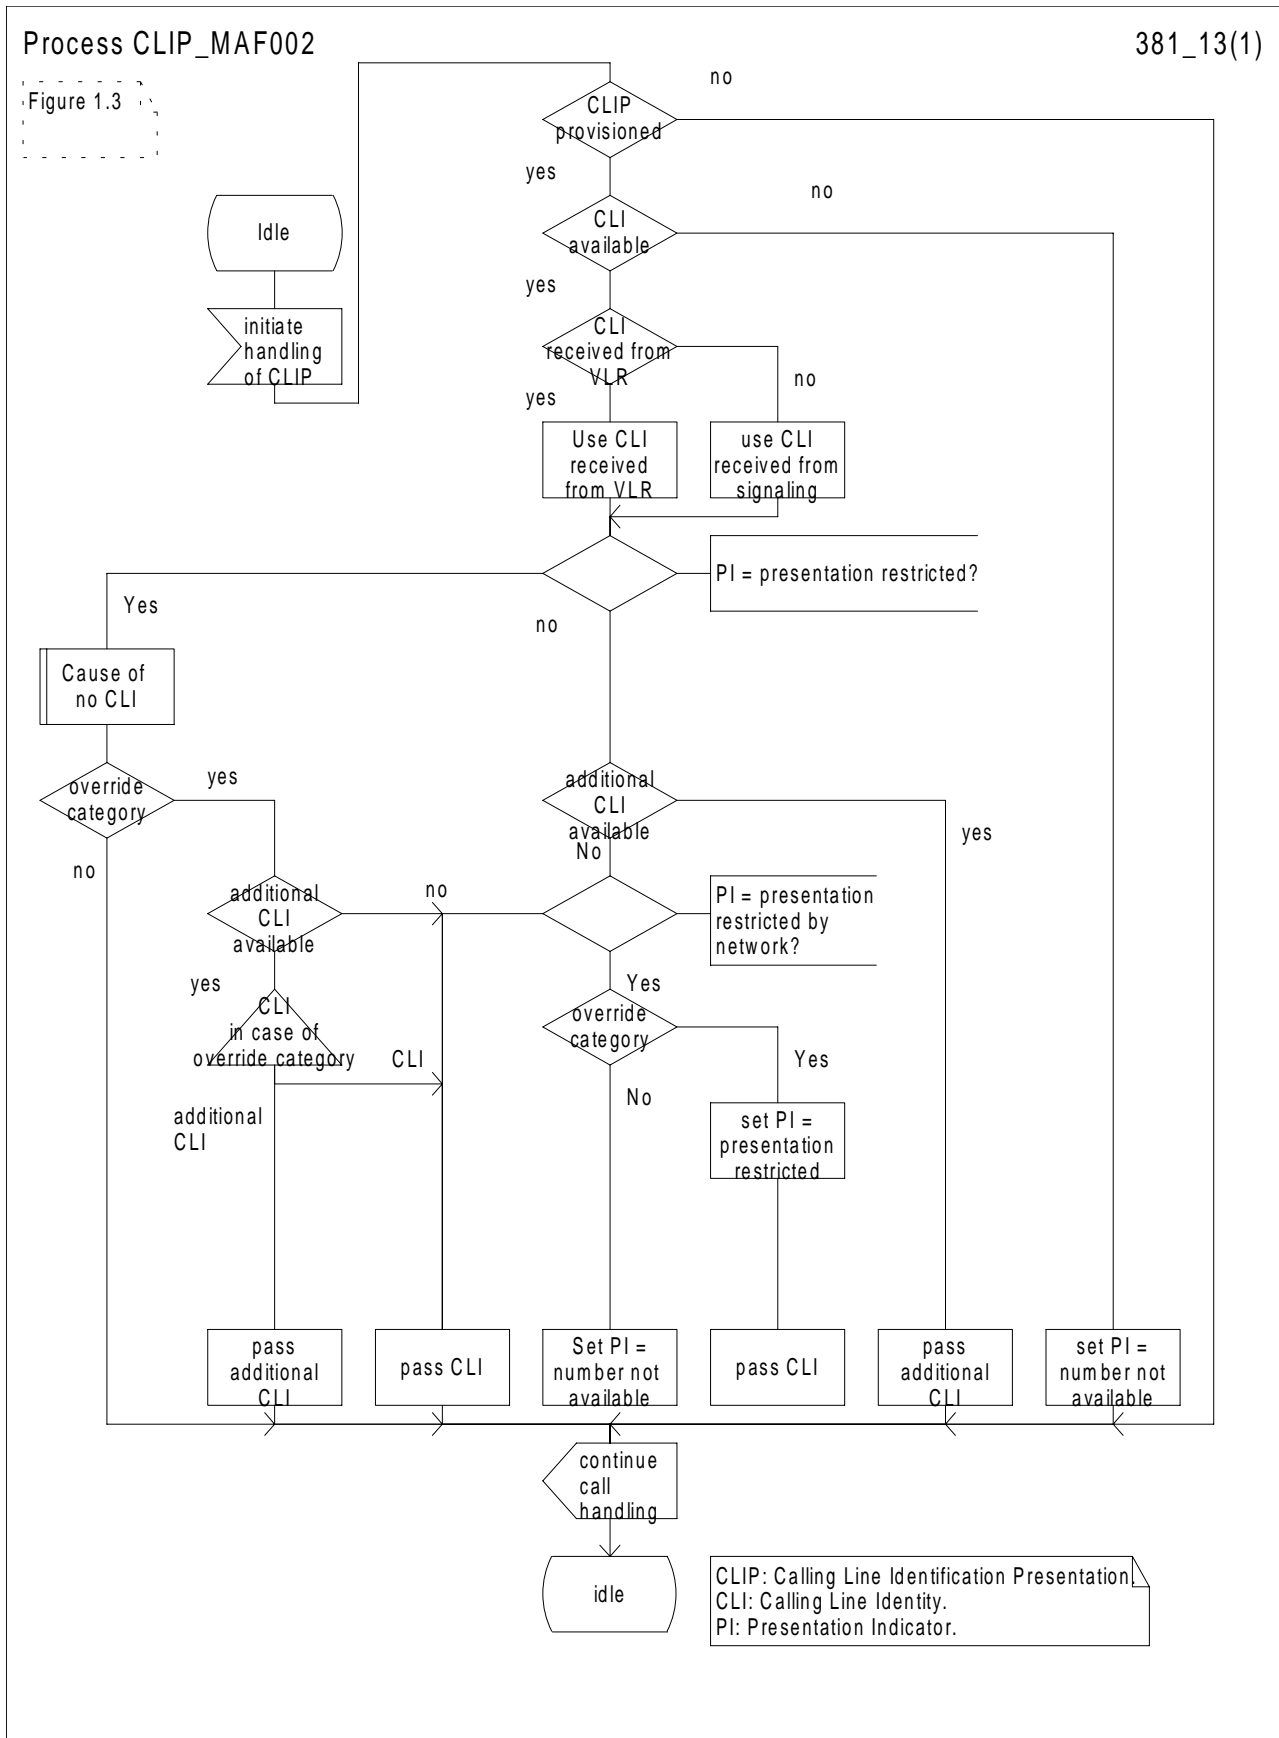 Process CLIP_MAF002
381_13(1)
Figure 1.3
no
CLIP
provisioned
yes
no
CLI
available
Idle
yes
initiate
handling
of CLIP
CLI
received from
VLR
no
yes
Use CLI
received
from VLR
use CLI
received from
signaling
PI = presentation restricted?
Yes
no
Cause of
no CLI
override
category
yes
no
additional
CLI
available
yes
No
additional
CLI
available
no
PI = presentation
restricted by
network?
yes
Yes
CLI
in case of
override category
CLI
override
category
Yes
No
additional
CLI
set PI =
presentation
restricted
pass
additional
CLI
pass CLI
Set PI =
number not
available
pass CLI
pass
additional
CLI
set PI =
number not
available
continue
call
handling
idle
CLIP: Calling Line Identification Presentation.
CLI: Calling Line Identity.
PI: Presentation Indicator.